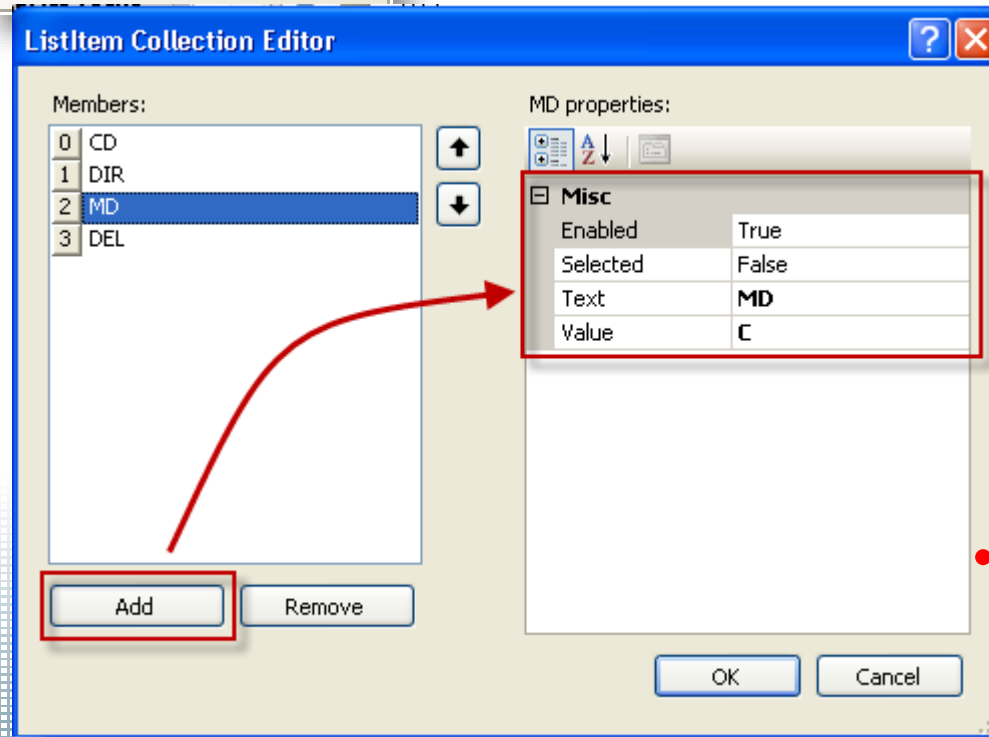 ListItem Collection Editor
Members:
0 CD
1 DIR
2 MD
3 DEL
Add Remove
MD properties:
Misc
Enabled True
Selected False
Text MD
Value C
OK Cancel